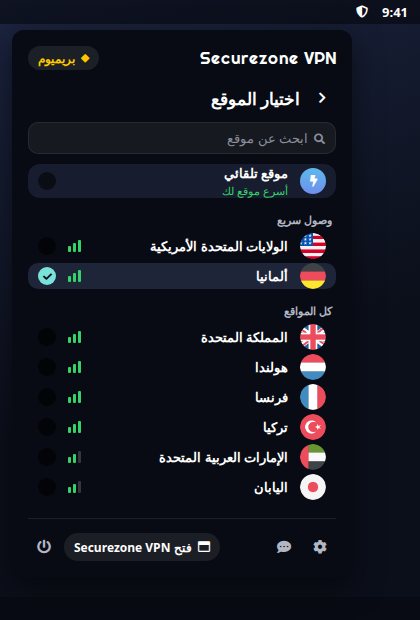 9:41
Securezone VPN
بريميوم
اختيار الموقع
ابحث عن موقع
موقع تلقائي
أسرع موقع لك
وصول سريع
الولايات المتحدة الأمريكية
ألمانيا
كل المواقع
المملكة المتحدة
هولندا
فرنسا
تركيا
الإمارات العربية المتحدة
اليابان
فتح Securezone VPN